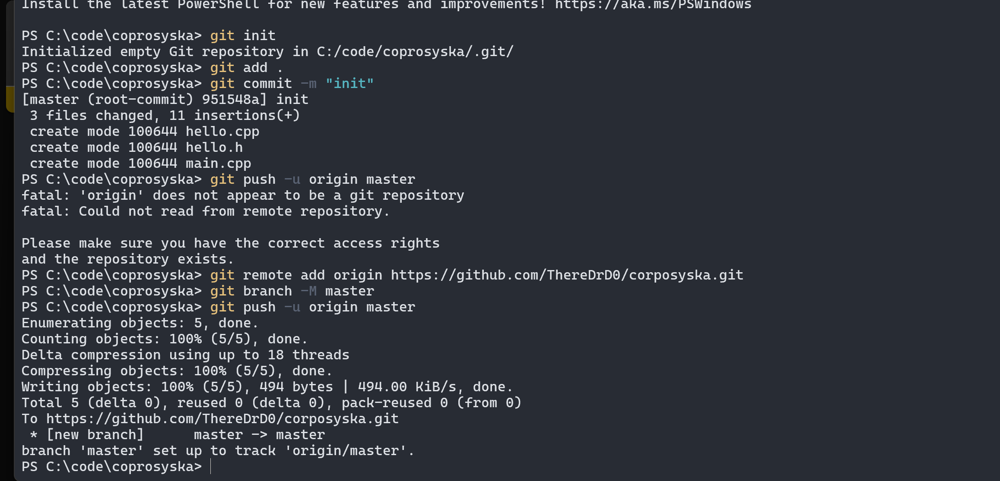 Install the latest PowerShell for new features and improvements! https://aka.ms/PSWindows
PS C:\code\coprosyska> git init
Initialized empty Git repository in C:/code/coprosyska/.git/
PS C:\code\coprosyska> git add .
PS C:\code\coprosyska> git commit -m "init"
[master (root-commit) 951548a] init
 3 files changed, 11 insertions(+)
 create mode 100644 hello.cpp
 create mode 100644 hello.h
 create mode 100644 main.cpp
PS C:\code\coprosyska> git push -u origin master
fatal: 'origin' does not appear to be a git repository
fatal: Could not read from remote repository.
Please make sure you have the correct access rights
and the repository exists.
PS C:\code\coprosyska> git remote add origin https://github.com/ThereDrD0/corposyska.git
PS C:\code\coprosyska> git branch -M master
PS C:\code\coprosyska> git push -u origin master
Enumerating objects: 5, done.
Counting objects: 100% (5/5), done.
Delta compression using up to 18 threads
Compressing objects: 100% (5/5), done.
Writing objects: 100% (5/5), 494 bytes | 494.00 KiB/s, done.
Total 5 (delta 0), reused 0 (delta 0), pack-reused 0 (from 0)
To https://github.com/ThereDrD0/corposyska.git
 * [new branch]      master -> master
branch 'master' set up to track 'origin/master'.
PS C:\code\coprosyska>